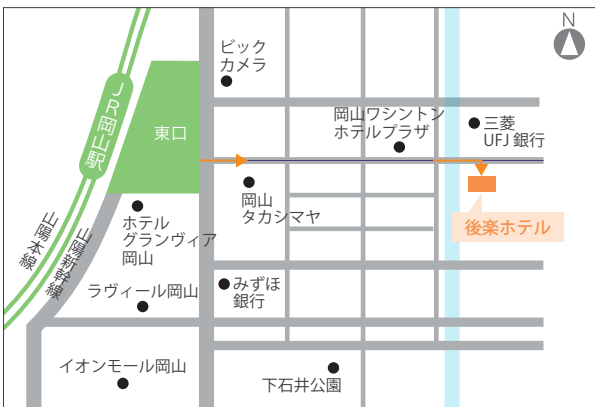 N
ビック
カメラ
JR岡山駅
東口
岡山ワシントン
ホテルプラザ
三菱
UFJ 銀行
岡山
タカシマヤ
後楽ホテル
ホテル
グランヴィア
岡山
山陽本線
山陽新幹線
みずほ
銀行
ラヴィール岡山
イオンモール岡山
下石井公園